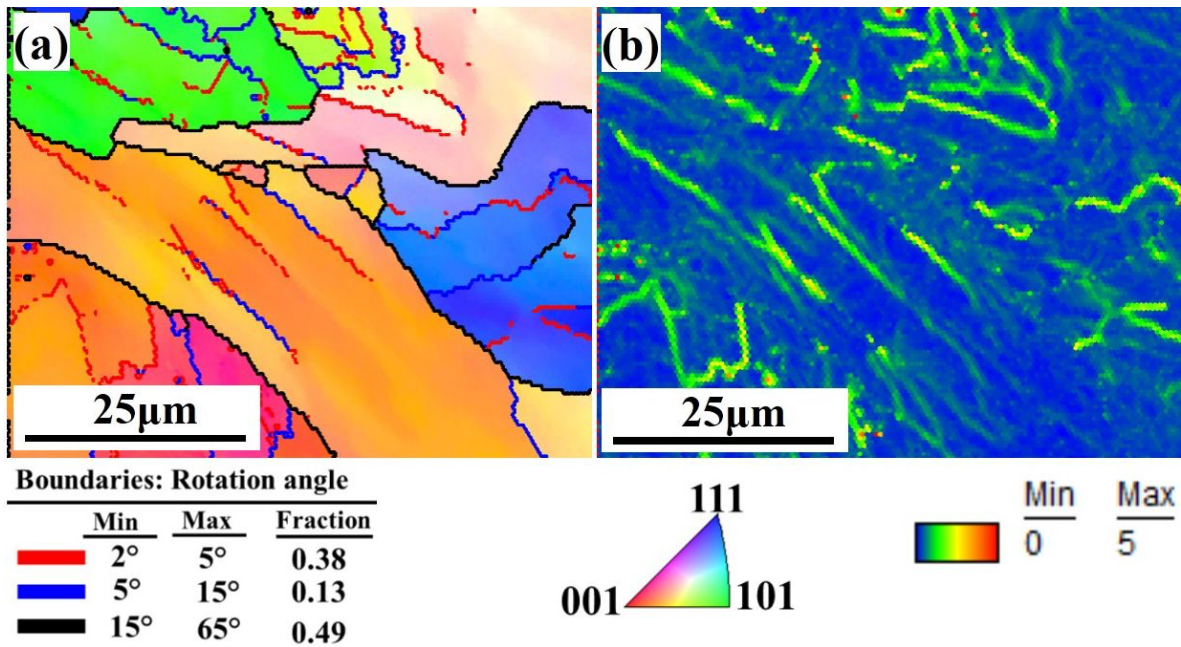 (a)
(b)
25μm
25μm
Boundaries: Rotation angle
Min Max Fraction
2° 5° 0.38
5° 15° 0.13
15° 65° 0.49
111
001
101
Min Max
0 5